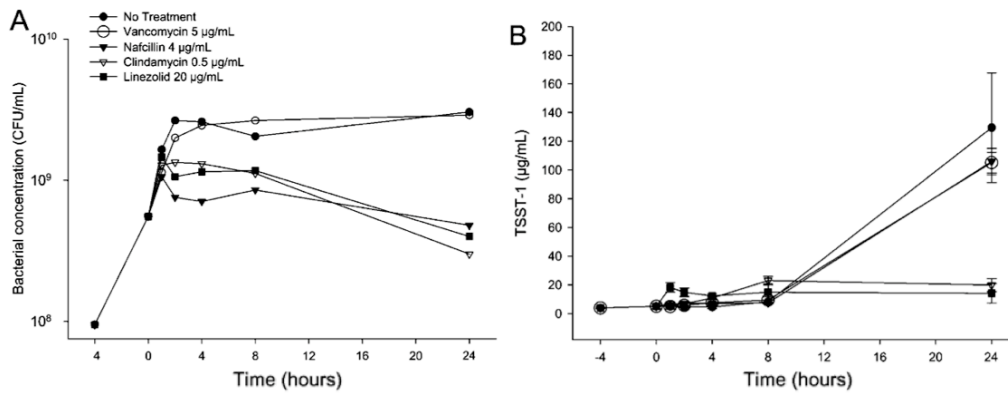 A
No Treatment
Vancomycin 5 µg/mL
Nafcillin 4 µg/mL
Clindamycin 0.5 µg/mL
Linezolid 20 µg/mL
Bacterial concentration (CFU/mL)
10¹⁰
10⁹
10⁸
4 0 4 8 12 16 20 24
Time (hours)
B
TSST-1 (µg/mL)
200
180
160
140
120
100
80
60
40
20
0
-4 0 4 8 12 16 20 24
Time (hours)